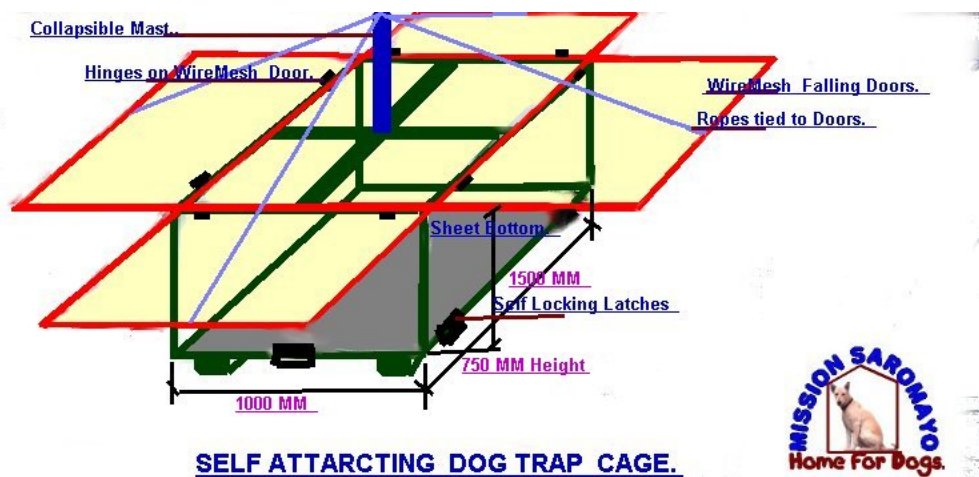 Collapsible Mast..
Hinges on WireMesh Door.
WireMesh Falling Doors.
Ropes tied to Doors.
Sheet Bottom.
1500 MM
Self Locking Latches
750 MM Height
1000 MM
SELF ATTARCTING DOG TRAP CAGE.
MISSION SAROMAYO
Home For Dogs.